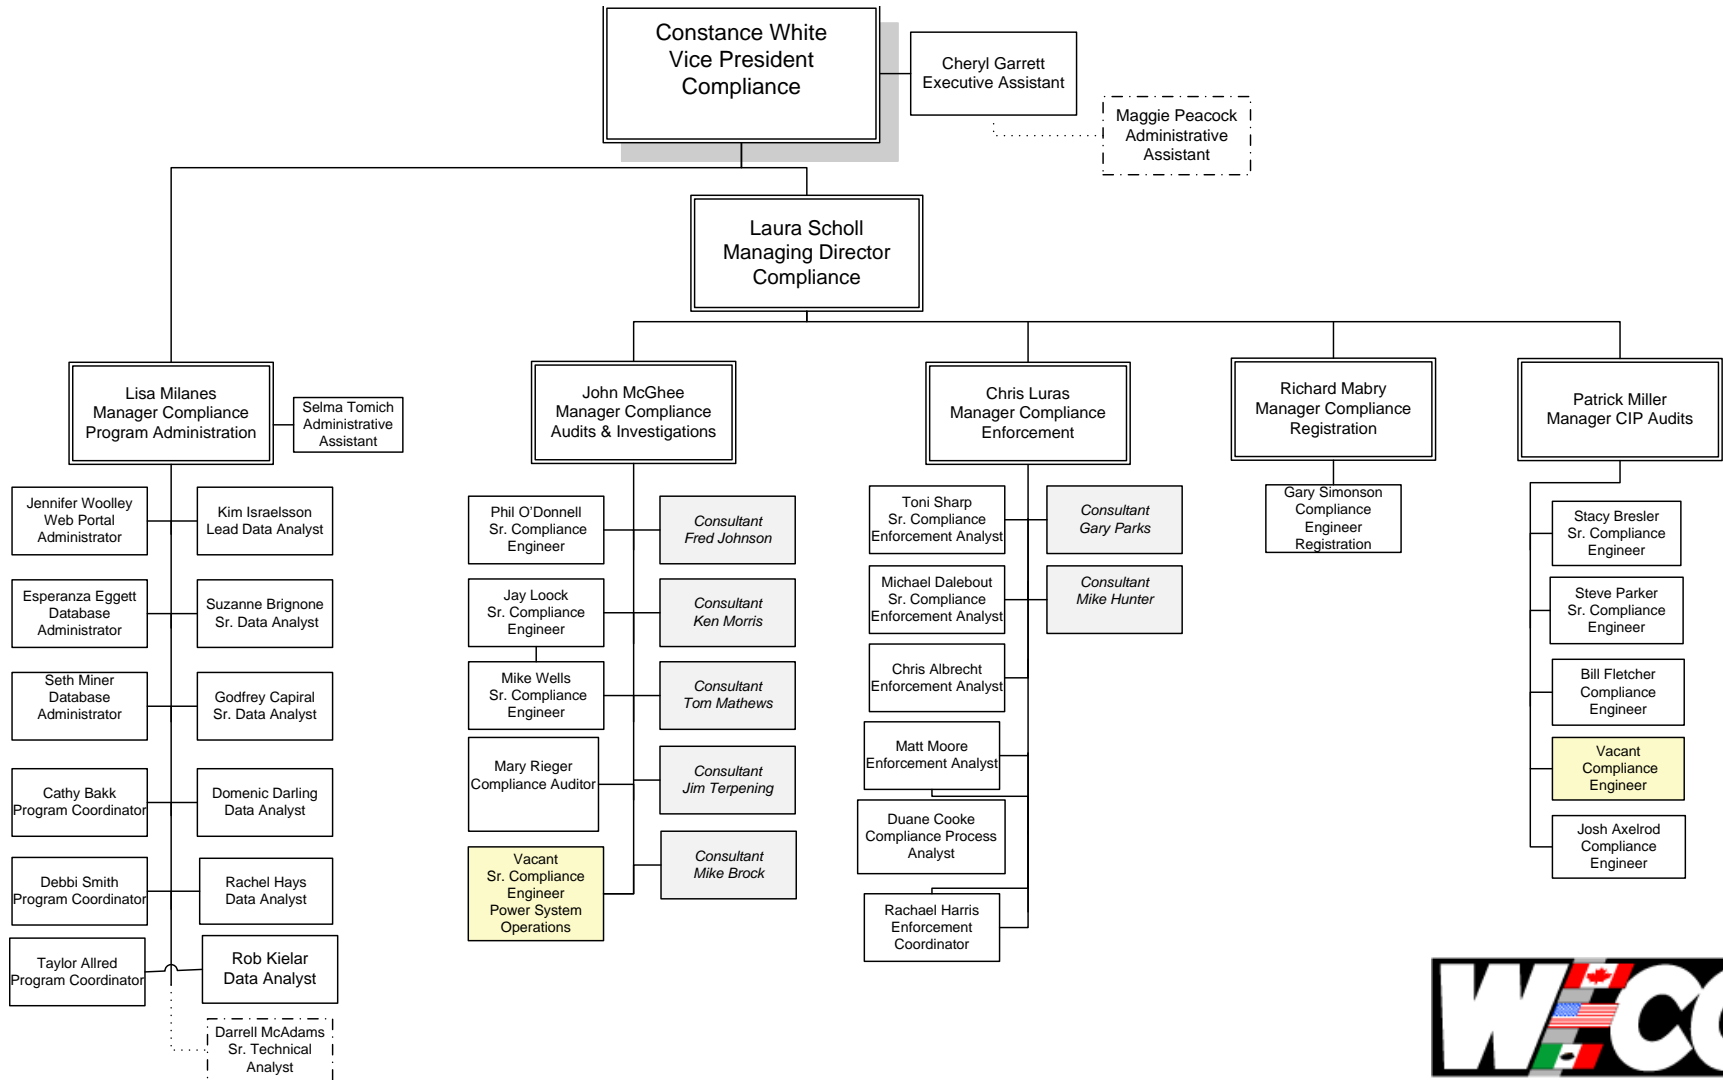 Constance White
Vice President
Compliance
Cheryl Garrett
Executive Assistant
Maggie Peacock
Administrative
Assistant
Laura Scholl
Managing Director
Compliance
Lisa Milanes
Manager Compliance
Program Administration
Selma Tomich
Administrative
Assistant
John McGhee
Manager Compliance
Audits & Investigations
Chris Luras
Manager Compliance
Enforcement
Richard Mabry
Manager Compliance
Registration
Patrick Miller
Manager CIP Audits
Jennifer Woolley
Web Portal
Administrator
Kim Israelsson
Lead Data Analyst
Esperanza Eggett
Database
Administrator
Suzanne Brignone
Sr. Data Analyst
Seth Miner
Database
Administrator
Godfrey Capiral
Sr. Data Analyst
Cathy Bakk
Program Coordinator
Domenic Darling
Data Analyst
Debbi Smith
Program Coordinator
Rachel Hays
Data Analyst
Taylor Allred
Program Coordinator
Rob Kielar
Data Analyst
Darrell McAdams
Sr. Technical
Analyst
Phil O’Donnell
Sr. Compliance
Engineer
Consultant
Fred Johnson
Jay Loock
Sr. Compliance
Engineer
Consultant
Ken Morris
Mike Wells
Sr. Compliance
Engineer
Consultant
Tom Mathews
Mary Rieger
Compliance Auditor
Consultant
Jim Terpening
Vacant
Sr. Compliance
Engineer
Power System
Operations
Consultant
Mike Brock
Toni Sharp
Sr. Compliance
Enforcement Analyst
Consultant
Gary Parks
Michael Dalebout
Sr. Compliance
Enforcement Analyst
Consultant
Mike Hunter
Chris Albrecht
Enforcement Analyst
Matt Moore
Enforcement Analyst
Duane Cooke
Compliance Process
Analyst
Rachael Harris
Enforcement
Coordinator
Gary Simonson
Compliance
Engineer
Registration
Stacy Bresler
Sr. Compliance
Engineer
Steve Parker
Sr. Compliance
Engineer
Bill Fletcher
Compliance
Engineer
Vacant
Compliance
Engineer
Josh Axelrod
Compliance
Engineer
WECC